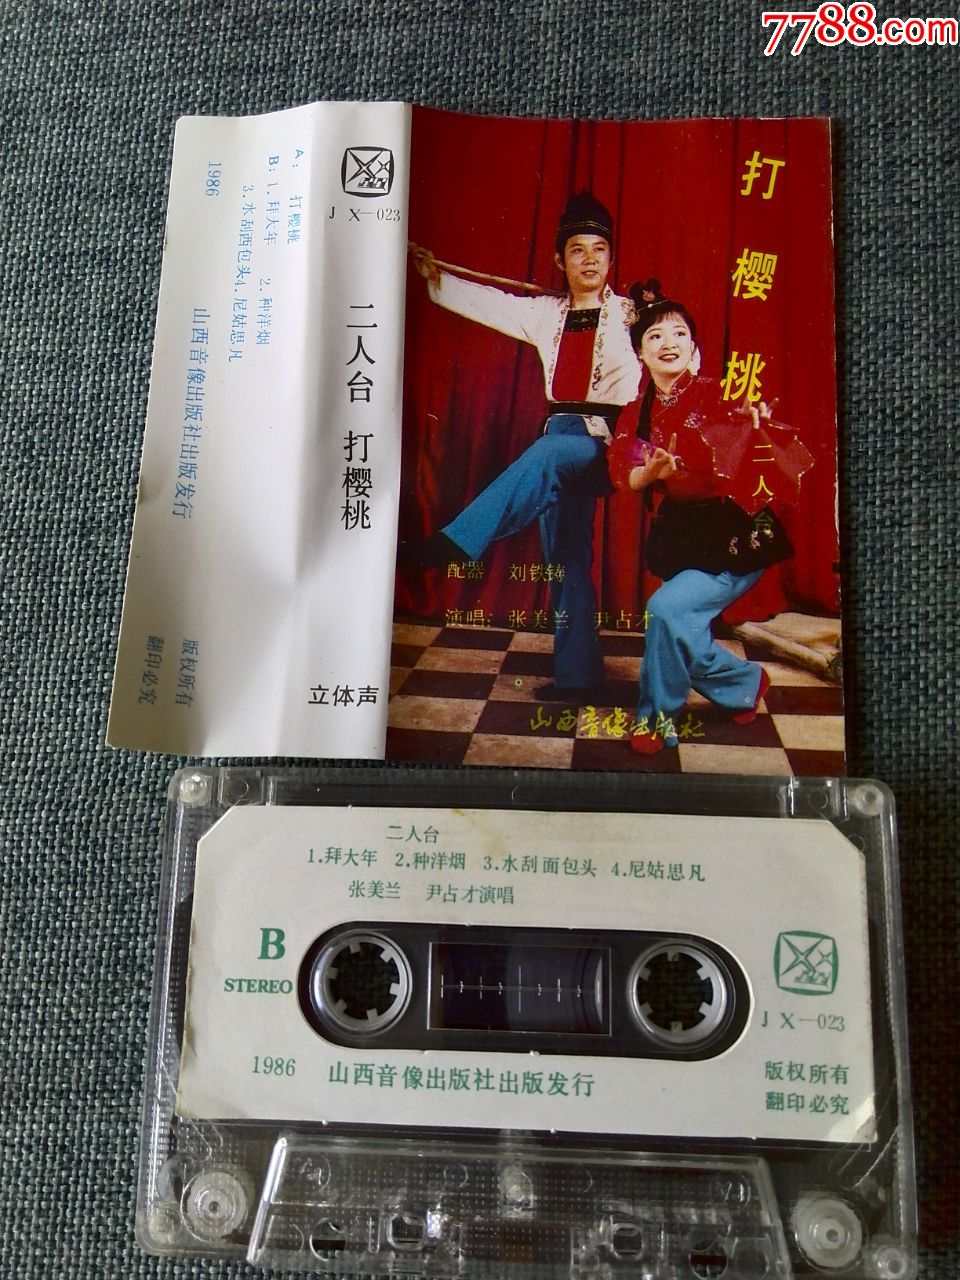 7788.com
打樱桃
二人台
配器 刘铁铸
演唱：张美兰 尹占才
山西音像出版社
JX—023
二人台 打樱桃
立体声
A： 打樱桃
B：1.拜大年 2.种洋烟
3.水刮西包头4.尼姑思凡
1986 山西音像出版社出版发行
版权所有
翻印必究
二人台
1.拜大年 2.种洋烟 3.水刮面包头 4.尼姑思凡
张美兰 尹占才演唱
B
STEREO
JX—023
1986 山西音像出版社出版发行
版权所有
翻印必究